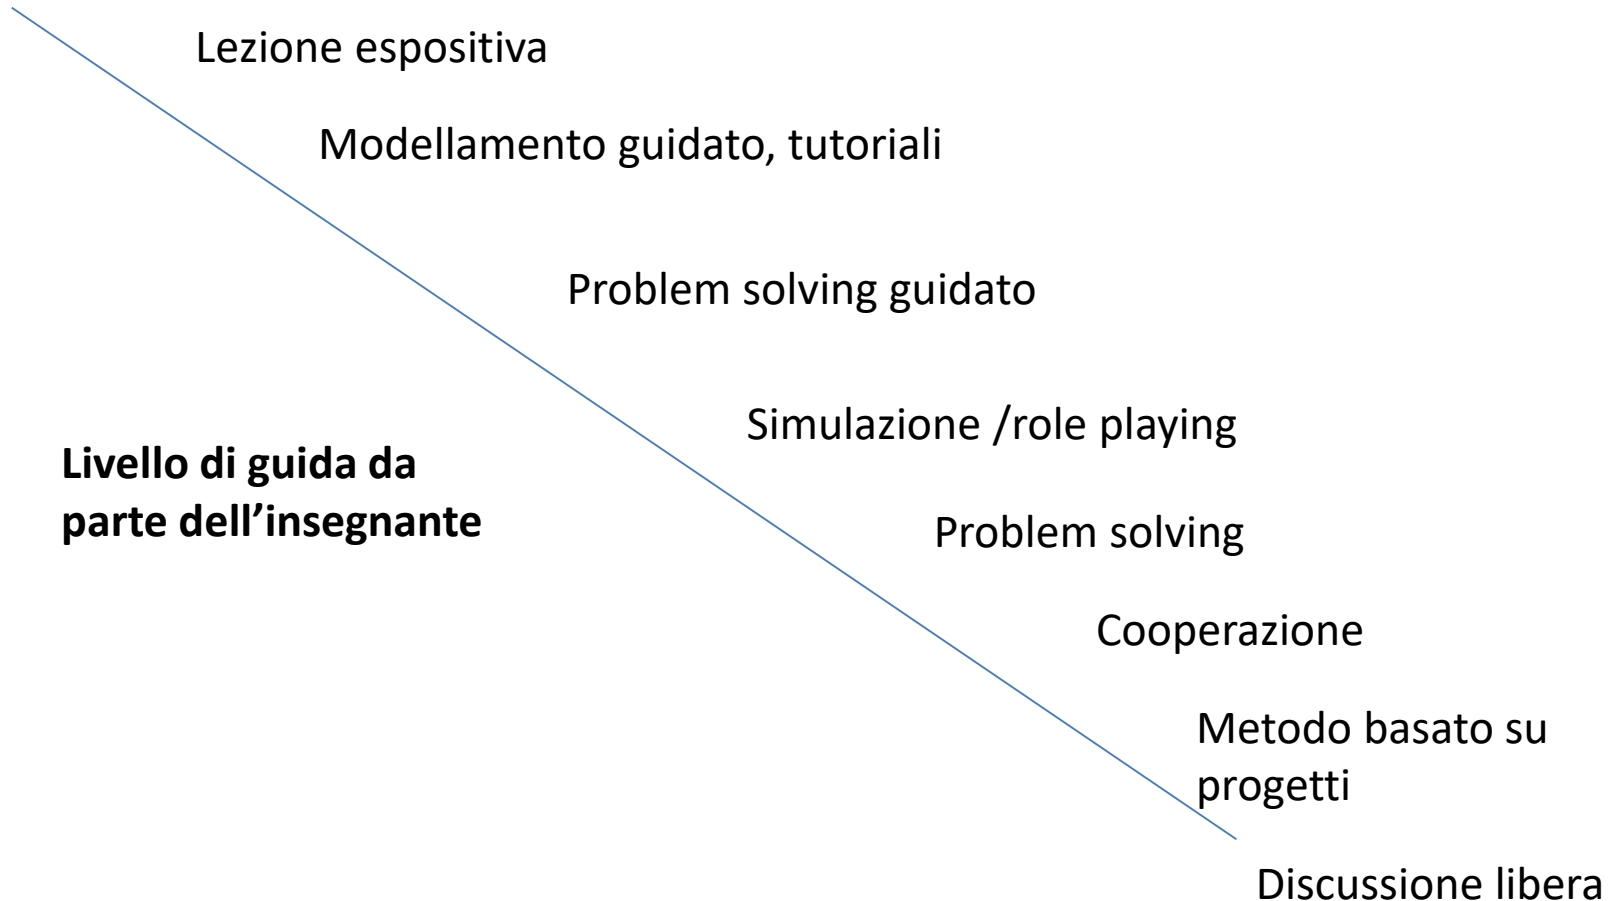 Lezione espositiva
Modellamento guidato, tutoriali
Problem solving guidato
Simulazione /role playing
Livello di guida da
parte dell’insegnante
Problem solving
Cooperazione
Metodo basato su
progetti
Discussione libera